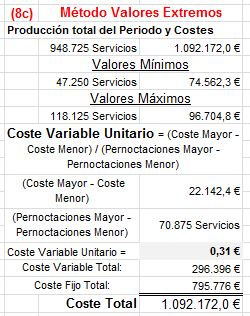 (8c) Método Valores Extremos
Producción total del Periodo y Costes
948.725 Servicios 1.092.172,0 €
Valores Mínimos
47.250 Servicios 74.562,3 €
Valores Máximos
118.125 Servicios 96.704,8 €
Coste Variable Unitario = (Coste Mayor -
Coste Menor) / (Pernoctaciones Mayor -
Pernoctaciones Menor)
(Coste Mayor - Coste
Menor) 22.142,4 €
(Pernoctaciones Mayor -
Pernoctaciones Menor) 70.875 Servicios
Coste Variable Unitario = 0,31 €
Coste Variable Total: 296.396 €
Coste Fijo Total: 795.776 €
Coste Total 1.092.172,0 €